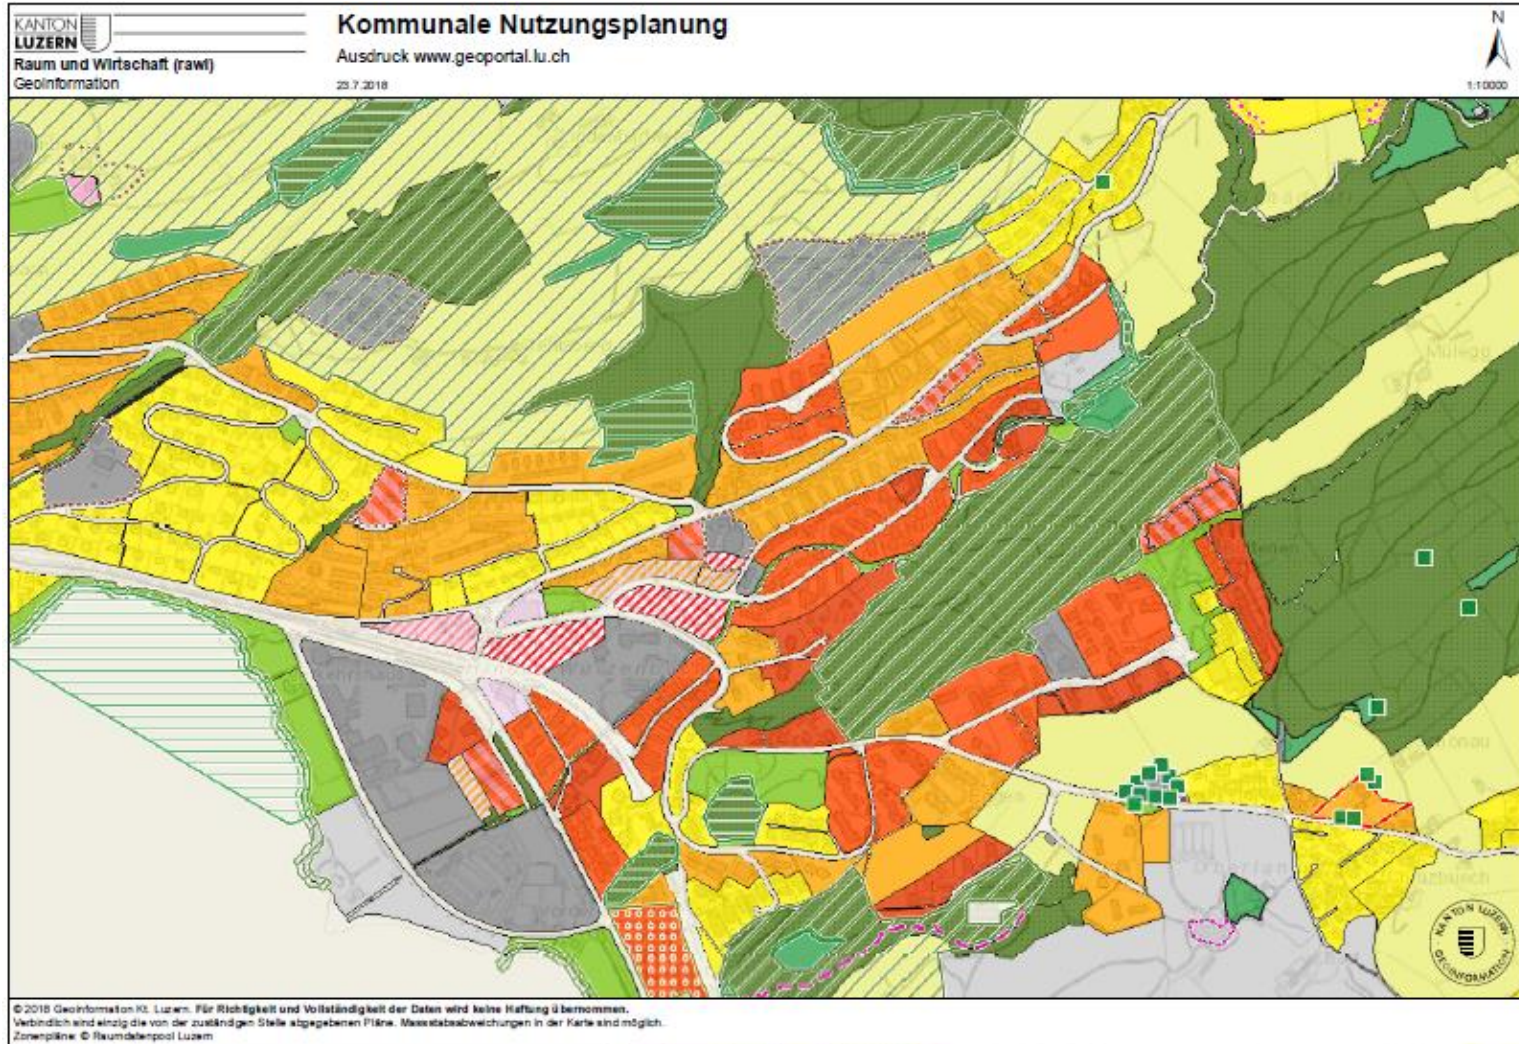 KANTON
LUZERN
Raum und Wirtschaft (rawi)
Geoinformation
Kommunale Nutzungsplanung
Ausdruck www.geoportal.lu.ch
23.7.2018
N
1:10000
KANTON LUZERN
GEOINFORMATION
© 2018 Geoinformation Kt. Luzern. Für Richtigkeit und Vollständigkeit der Daten wird keine Haftung übernommen.
Verbindlich sind einzig die von der zuständigen Stelle abgegebenen Pläne. Massstabsabweichungen in der Karte sind möglich.
Zonenpläne: © Raumdatenpool Luzern